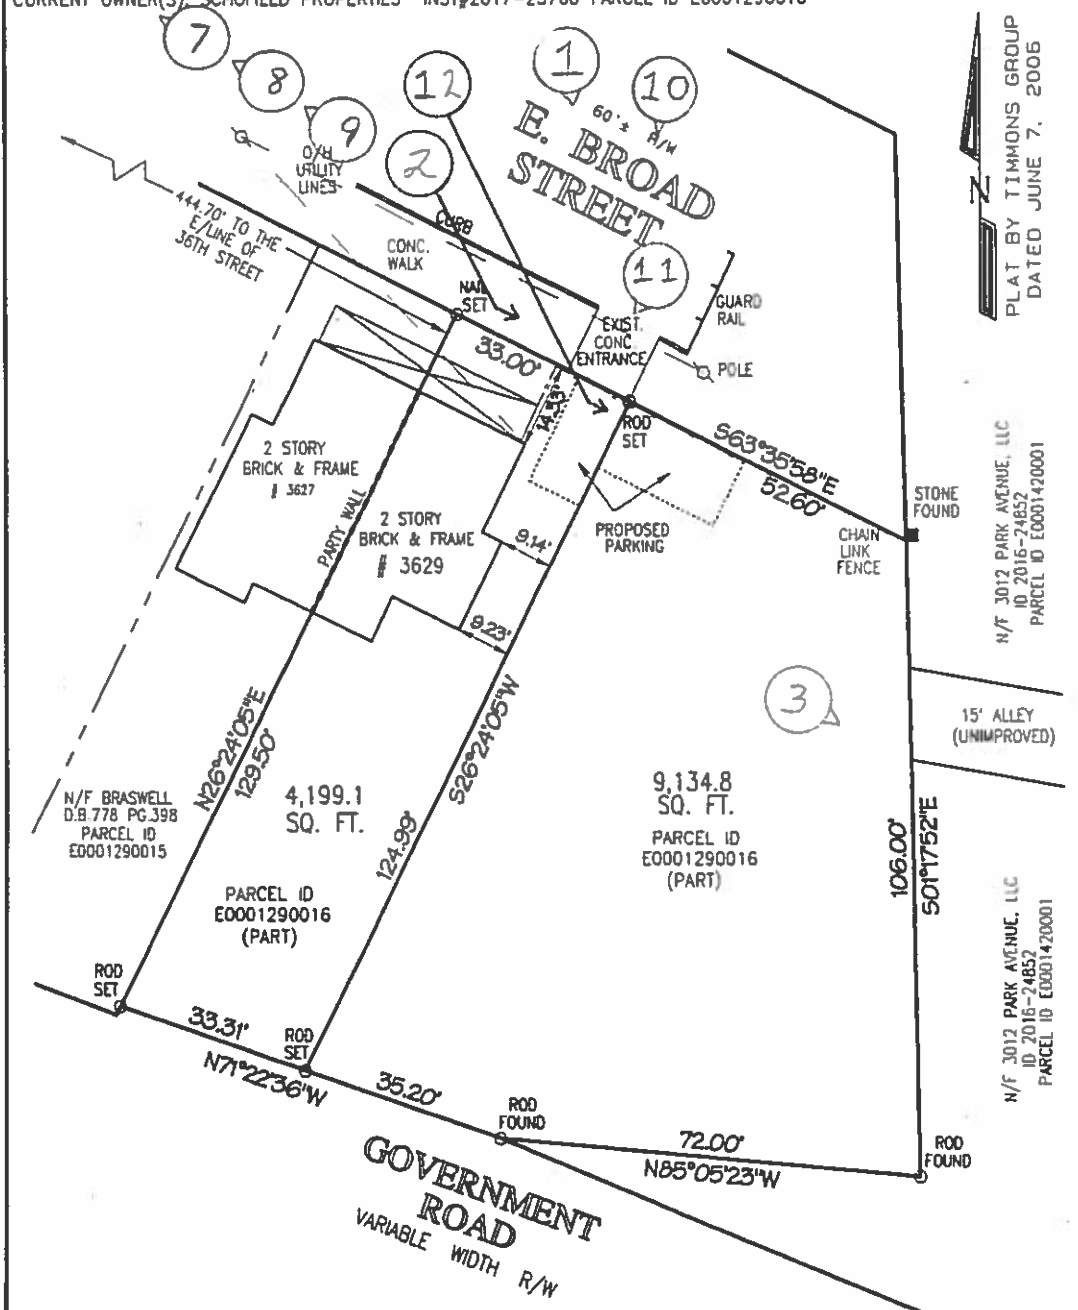 CURRENT OWNER(S): SCHOFIELD PROPERTIES INST#2017-23786 PARCEL ID E0001290016
7
8
9
12
2
1
10
11
3
60'± R/W
E. BROAD
STREET
PLAT BY TIMMONS GROUP
DATED JUNE 7, 2006
N
O/H
UTILITY
LINES
444.70' TO THE
E/LINE OF
36TH STREET
CURB
CONC.
WALK
NAIL
SET
33.00'
EXIST.
CONC.
ENTRANCE
GUARD
RAIL
POLE
14.33'
ROD
SET
S63°35'58"E
52.60'
STONE
FOUND
CHAIN
LINK
FENCE
N/F 3012 PARK AVENUE, LLC
ID 2016-24852
PARCEL ID E0001420001
2 STORY
BRICK & FRAME
# 3627
PARTY WALL
2 STORY
BRICK & FRAME
# 3629
PROPOSED
PARKING
9.14'
9.23'
15' ALLEY
(UNIMPROVED)
N26°24'05"E
129.50'
S26°24'05"W
124.99'
N/F BRASWELL
D.B.778 PG.398
PARCEL ID
E0001290015
4,199.1
SQ. FT.
PARCEL ID
E0001290016
(PART)
9,134.8
SQ. FT.
PARCEL ID
E0001290016
(PART)
106.00'
S01°17'52"E
N/F 3012 PARK AVENUE, LLC
ID 2016-24852
PARCEL ID E0001420001
ROD
SET
33.31'
ROD
SET
N71°22'36"W
35.20'
ROD
FOUND
72.00'
N85°05'23"W
ROD
FOUND
GOVERNMENT
ROAD
VARIABLE WIDTH R/W